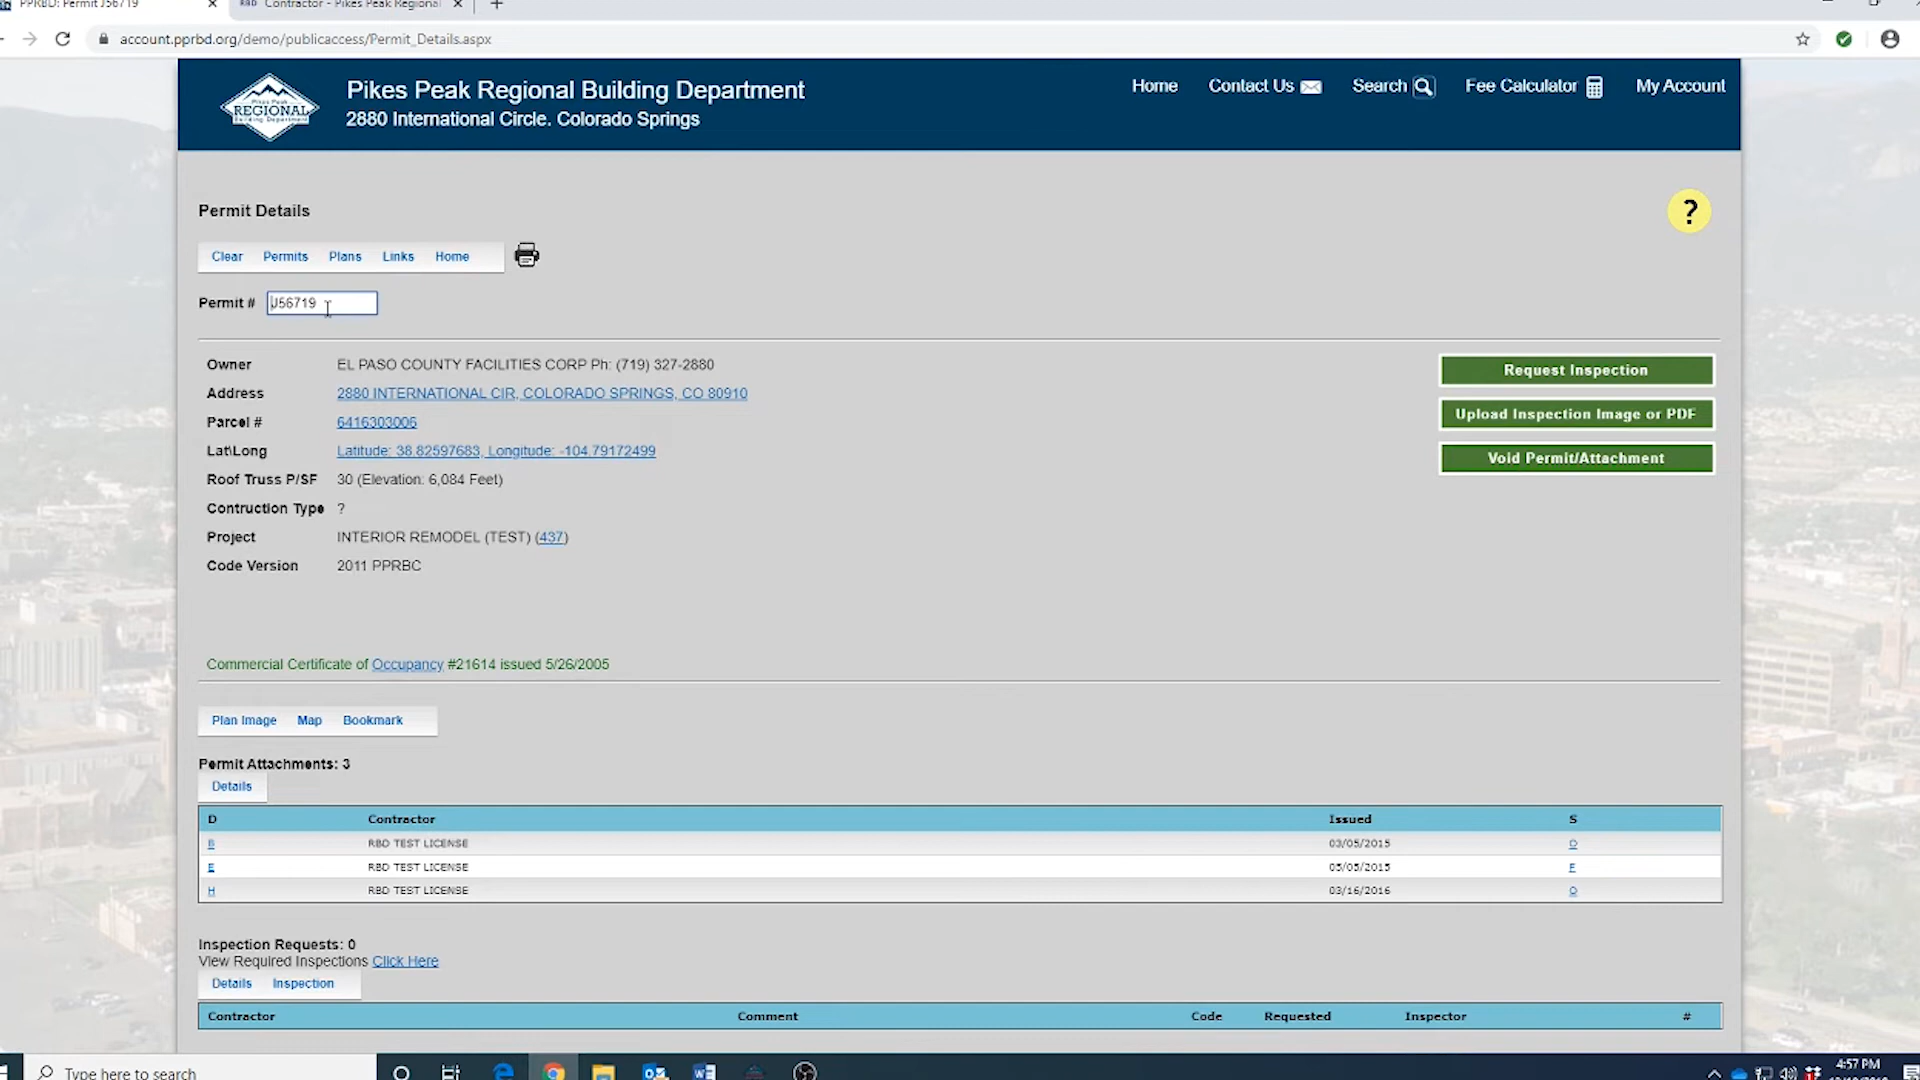 PPRBD: Permit J56719
RBD Contractor - Pikes Peak Regional
account.pprbd.org/demo/publicaccess/Permit_Details.aspx
Pikes Peak
REGIONAL
Building Department
Pikes Peak Regional Building Department
2880 International Circle. Colorado Springs
Home Contact Us Search Fee Calculator My Account
Permit Details
?
Clear Permits Plans Links Home
Permit # J56719
Owner EL PASO COUNTY FACILITIES CORP Ph: (719) 327-2880
Address 2880 INTERNATIONAL CIR, COLORADO SPRINGS, CO 80910
Parcel # 6416303006
Lat\Long Latitude: 38.82597683, Longitude: -104.79172499
Roof Truss P/SF 30 (Elevation: 6,084 Feet)
Contruction Type ?
Project INTERIOR REMODEL (TEST) (437)
Code Version 2011 PPRBC
Request Inspection
Upload Inspection Image or PDF
Void Permit/Attachment
Commercial Certificate of Occupancy #21614 issued 5/26/2005
Plan Image Map Bookmark
Permit Attachments: 3
Details
D Contractor Issued S
B RBD TEST LICENSE 03/05/2015 O
E RBD TEST LICENSE 05/05/2015 F
H RBD TEST LICENSE 03/16/2016 O
Inspection Requests: 0
View Required Inspections Click Here
Details Inspection
Contractor Comment Code Requested Inspector #
Type here to search
4:57 PM